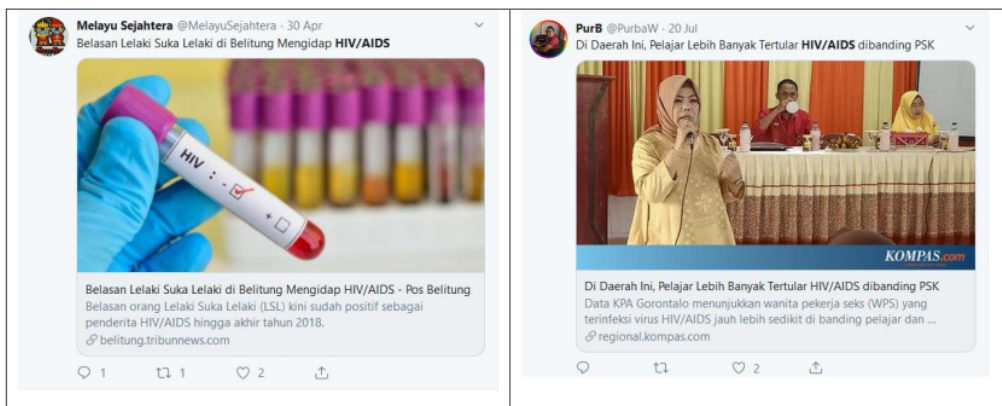 Melayu Sejahtera @MelayuSejahtera · 30 Apr
Belasan Lelaki Suka Lelaki di Belitung Mengidap HIV/AIDS
HIV : - +
Belasan Lelaki Suka Lelaki di Belitung Mengidap HIV/AIDS - Pos Belitung
Belasan orang Lelaki Suka Lelaki (LSL) kini sudah positif sebagai
penderita HIV/AIDS hingga akhir tahun 2018.
belitung.tribunnews.com
1 1 2
PurB @PurbaW · 20 Jul
Di Daerah Ini, Pelajar Lebih Banyak Tertular HIV/AIDS dibanding PSK
KOMPAS.com
Di Daerah Ini, Pelajar Lebih Banyak Tertular HIV/AIDS dibanding PSK
Data KPA Gorontalo menunjukkan wanita pekerja seks (WPS) yang
terinfeksi virus HIV/AIDS jauh lebih sedikit di banding pelajar dan ...
regional.kompas.com
2